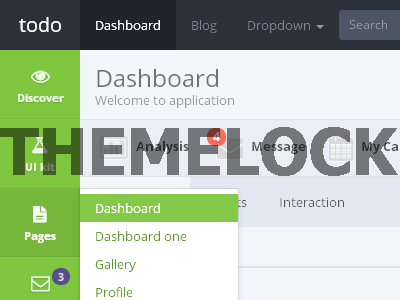 todo Dashboard Blog Dropdown Search
Dashboard
Welcome to application
Discover
THEMELOCK
4
Analysis Message My Ca
UI Kit
ts Interaction
Pages
Dashboard
Dashboard one
Gallery
Profile
3